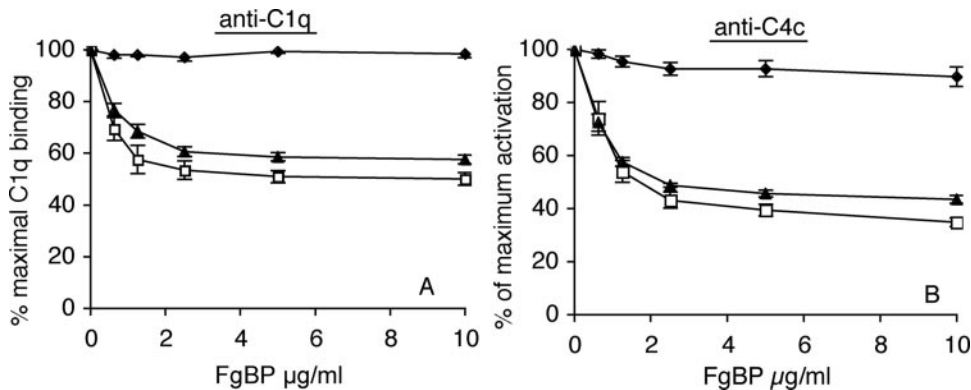 anti-C1q
% maximal C1q binding
100
80
60
40
20
0
A
0 2 4 6 8 10
FgBP µg/ml
anti-C4c
% of maximum activation
100
80
60
40
20
0
B
0 2 4 6 8 10
FgBP µg/ml